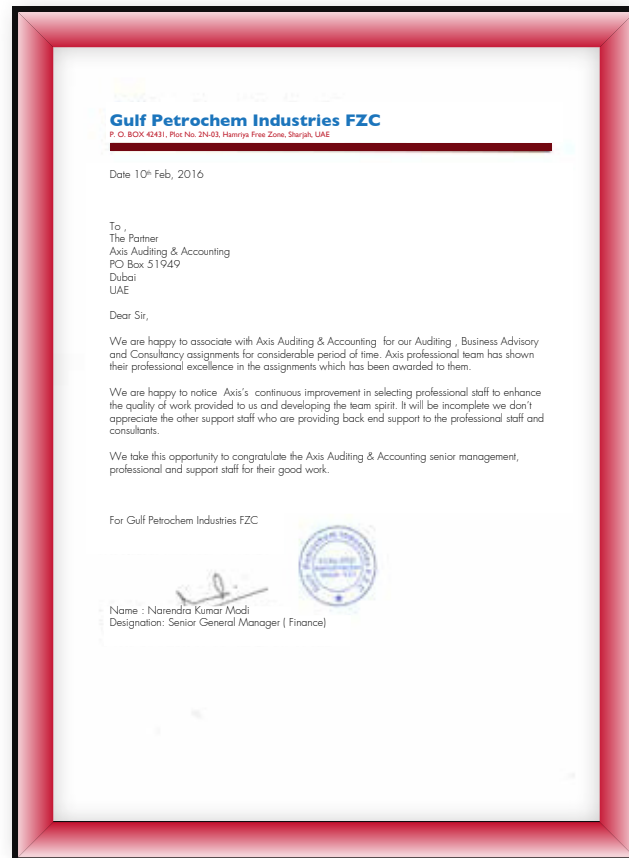 Gulf Petrochem Industries FZC
P. O. BOX 42431, Plot No. 2N-03, Hamriya Free Zone, Sharjah, UAE
Date 10th Feb, 2016
To ,
The Partner
Axis Auditing & Accounting
PO Box 51949
Dubai
UAE
Dear Sir,
We are happy to associate with Axis Auditing & Accounting for our Auditing , Business Advisory
and Consultancy assignments for considerable period of time. Axis professional team has shown
their professional excellence in the assignments which has been awarded to them.
We are happy to notice Axis's continuous improvement in selecting professional staff to enhance
the quality of work provided to us and developing the team spirit. It will be incomplete we don't
appreciate the other support staff who are providing back end support to the professional staff and
consultants.
We take this opportunity to congratulate the Axis Auditing & Accounting senior management,
professional and support staff for their good work.
For Gulf Petrochem Industries FZC
Gulf Petrochem Industries F.Z.C.
Name : Narendra Kumar Modi
Designation: Senior General Manager ( Finance)